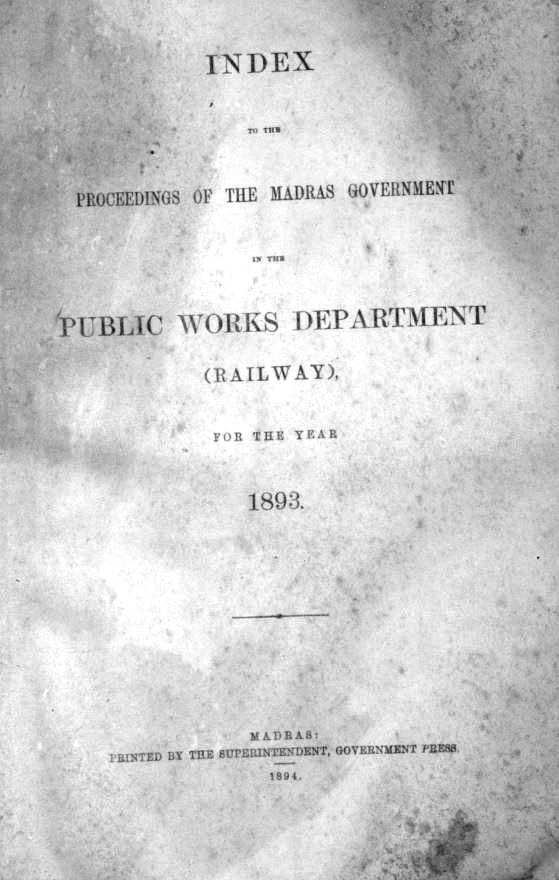 INDEX
TO THE
PROCEEDINGS OF THE MADRAS GOVERNMENT
IN THE
PUBLIC WORKS DEPARTMENT
(RAILWAY),
FOR THE YEAR
1893.
MADRAS:
PRINTED BY THE SUPERINTENDENT, GOVERNMENT PRESS.
1894.